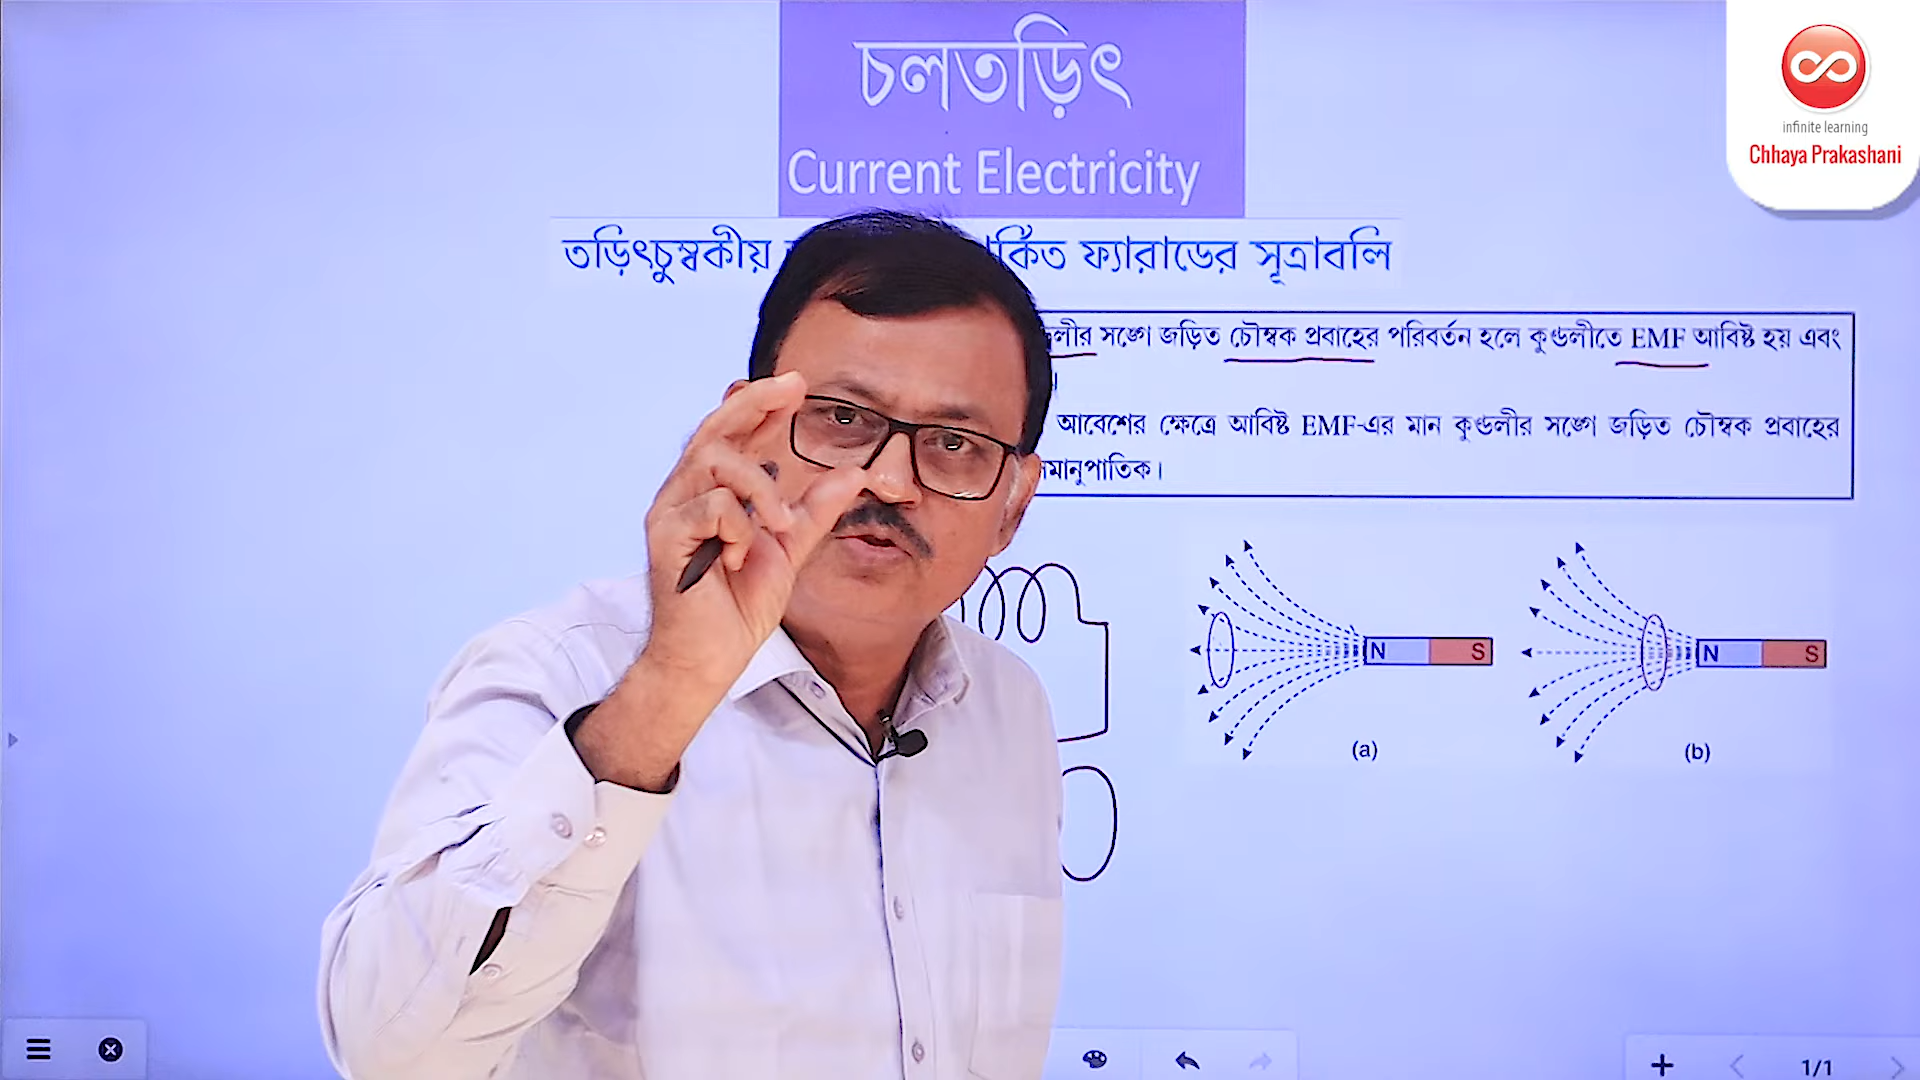 চলতড়িৎ
Current Electricity
infinite learning
Chhaya Prakashani
তড়িৎচুম্বকীয় ফ্যারাডের সূত্রাবলি
সঙ্গে জড়িত চৌম্বক প্রবাহের পরিবর্তন হলে কুণ্ডলীতে EMF আবিষ্ট হয় এবং
আবেশের ক্ষেত্রে আবিষ্ট EMF-এর মান কুণ্ডলীর সঙ্গে জড়িত চৌম্বক প্রবাহের
N S
N S
(a)
(b)
1/1